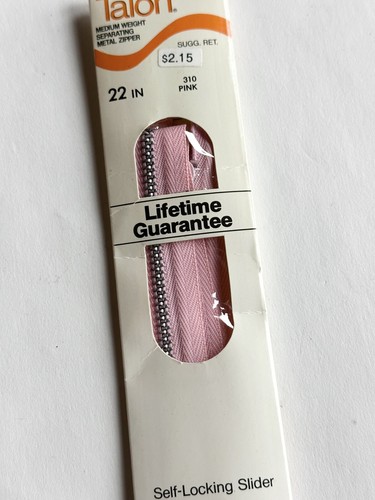 Talon.
MEDIUM WEIGHT
SEPARATING
METAL ZIPPER
SUGG. RET.
$2.15
22 IN
310
PINK
Lifetime
Guarantee
Self-Locking Slider